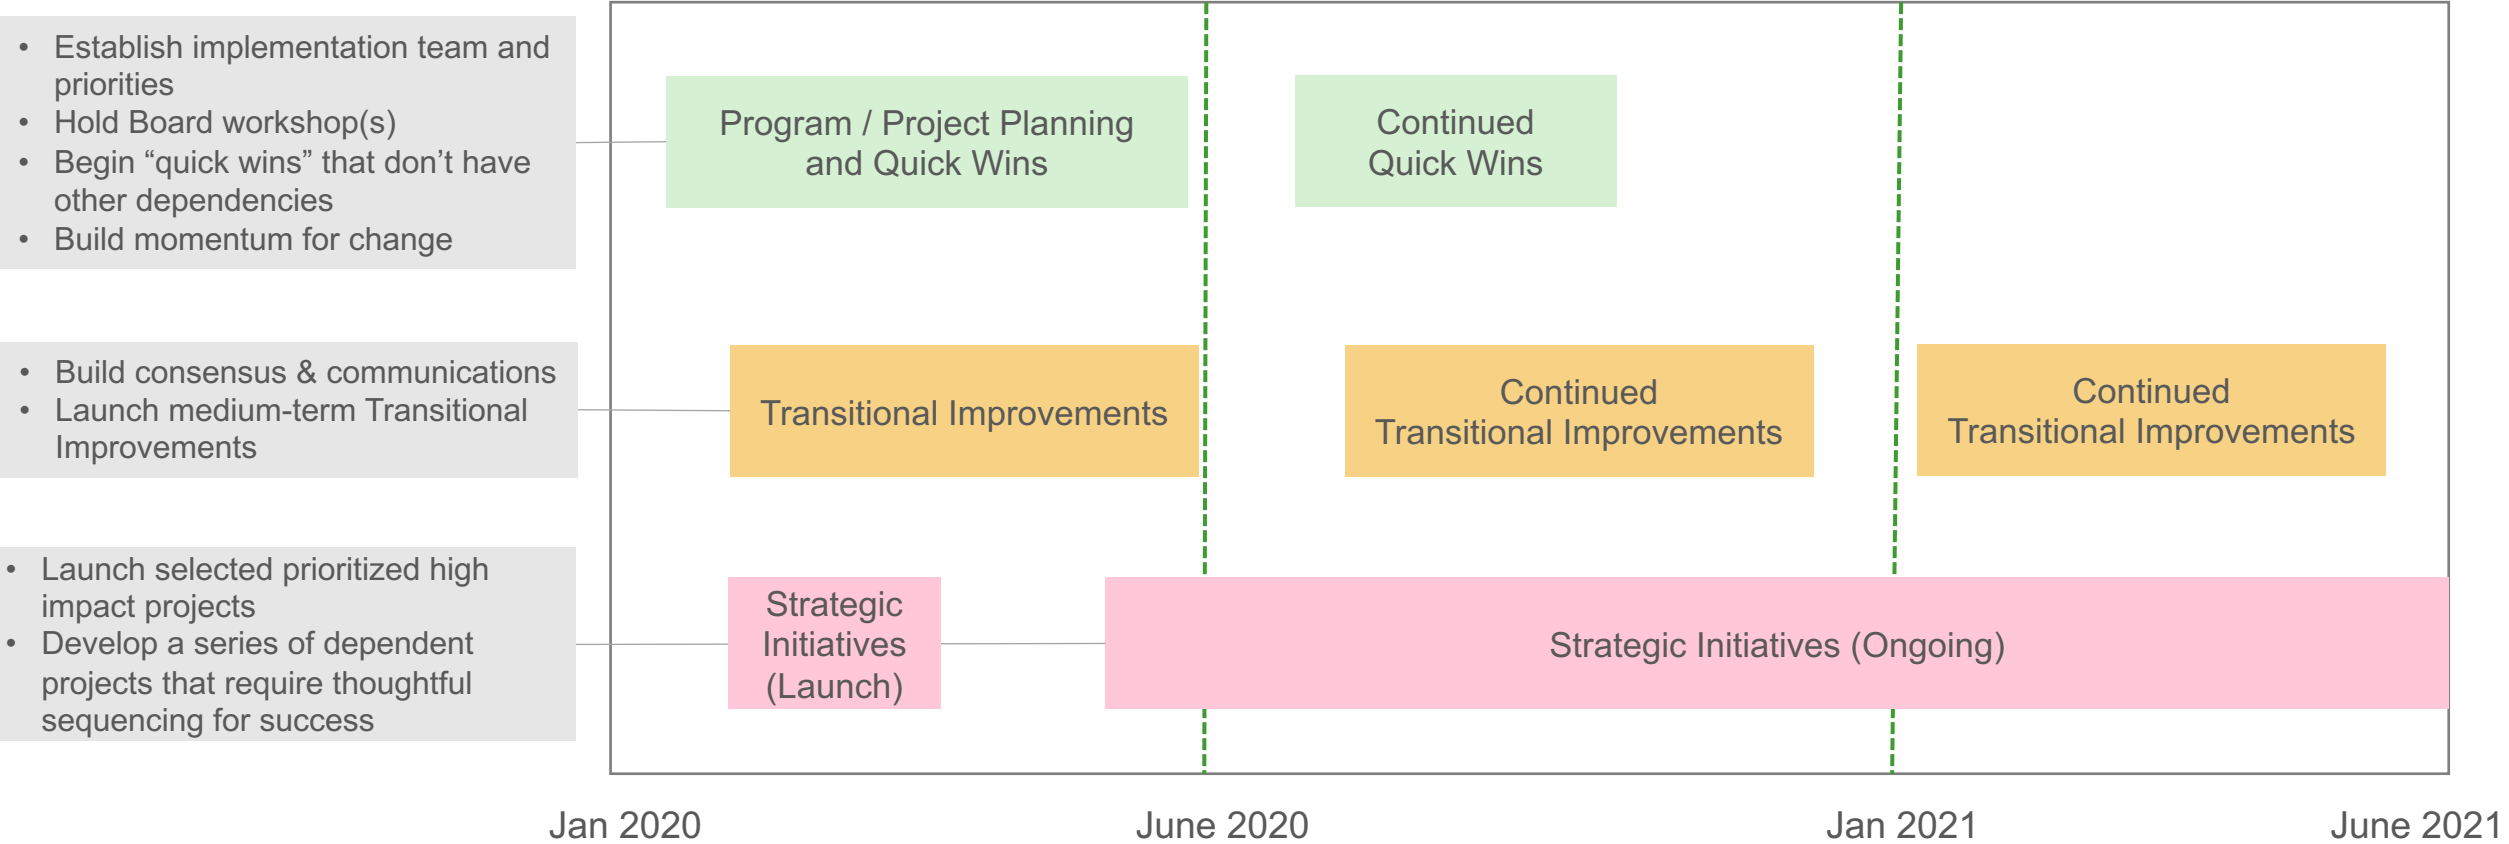 • Establish implementation team and
priorities
• Hold Board workshop(s)
• Begin “quick wins” that don’t have
other dependencies
• Build momentum for change
Program / Project Planning
and Quick Wins
Continued
Quick Wins
• Build consensus & communications
• Launch medium-term Transitional
Improvements
Transitional Improvements
Continued
Transitional Improvements
Continued
Transitional Improvements
• Launch selected prioritized high
impact projects
• Develop a series of dependent
projects that require thoughtful
sequencing for success
Strategic
Initiatives
(Launch)
Strategic Initiatives (Ongoing)
Jan 2020
June 2020
Jan 2021
June 2021